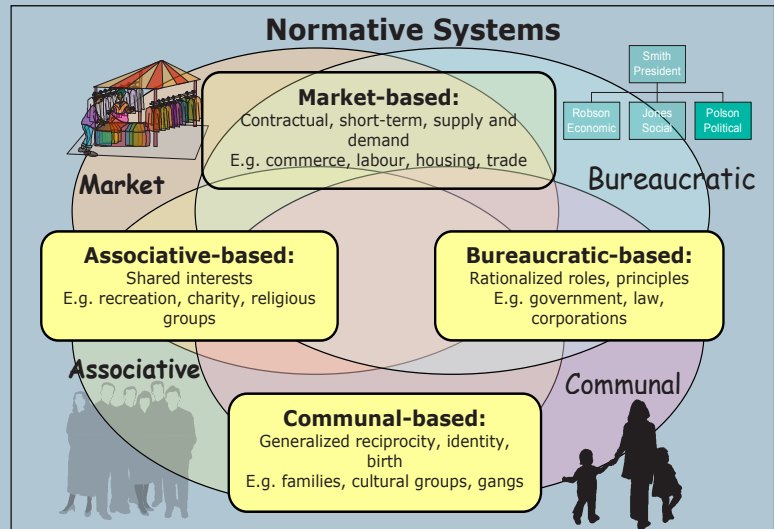 Normative Systems
Smith
President
Robson
Economic
Jones
Social
Polson
Political
Market-based:
Contractual, short-term, supply and
demand
E.g. commerce, labour, housing, trade
Market
Bureaucratic
Associative-based:
Shared interests
E.g. recreation, charity, religious
groups
Bureaucratic-based:
Rationalized roles, principles
E.g. government, law,
corporations
Associative
Communal
Communal-based:
Generalized reciprocity, identity,
birth
E.g. families, cultural groups, gangs